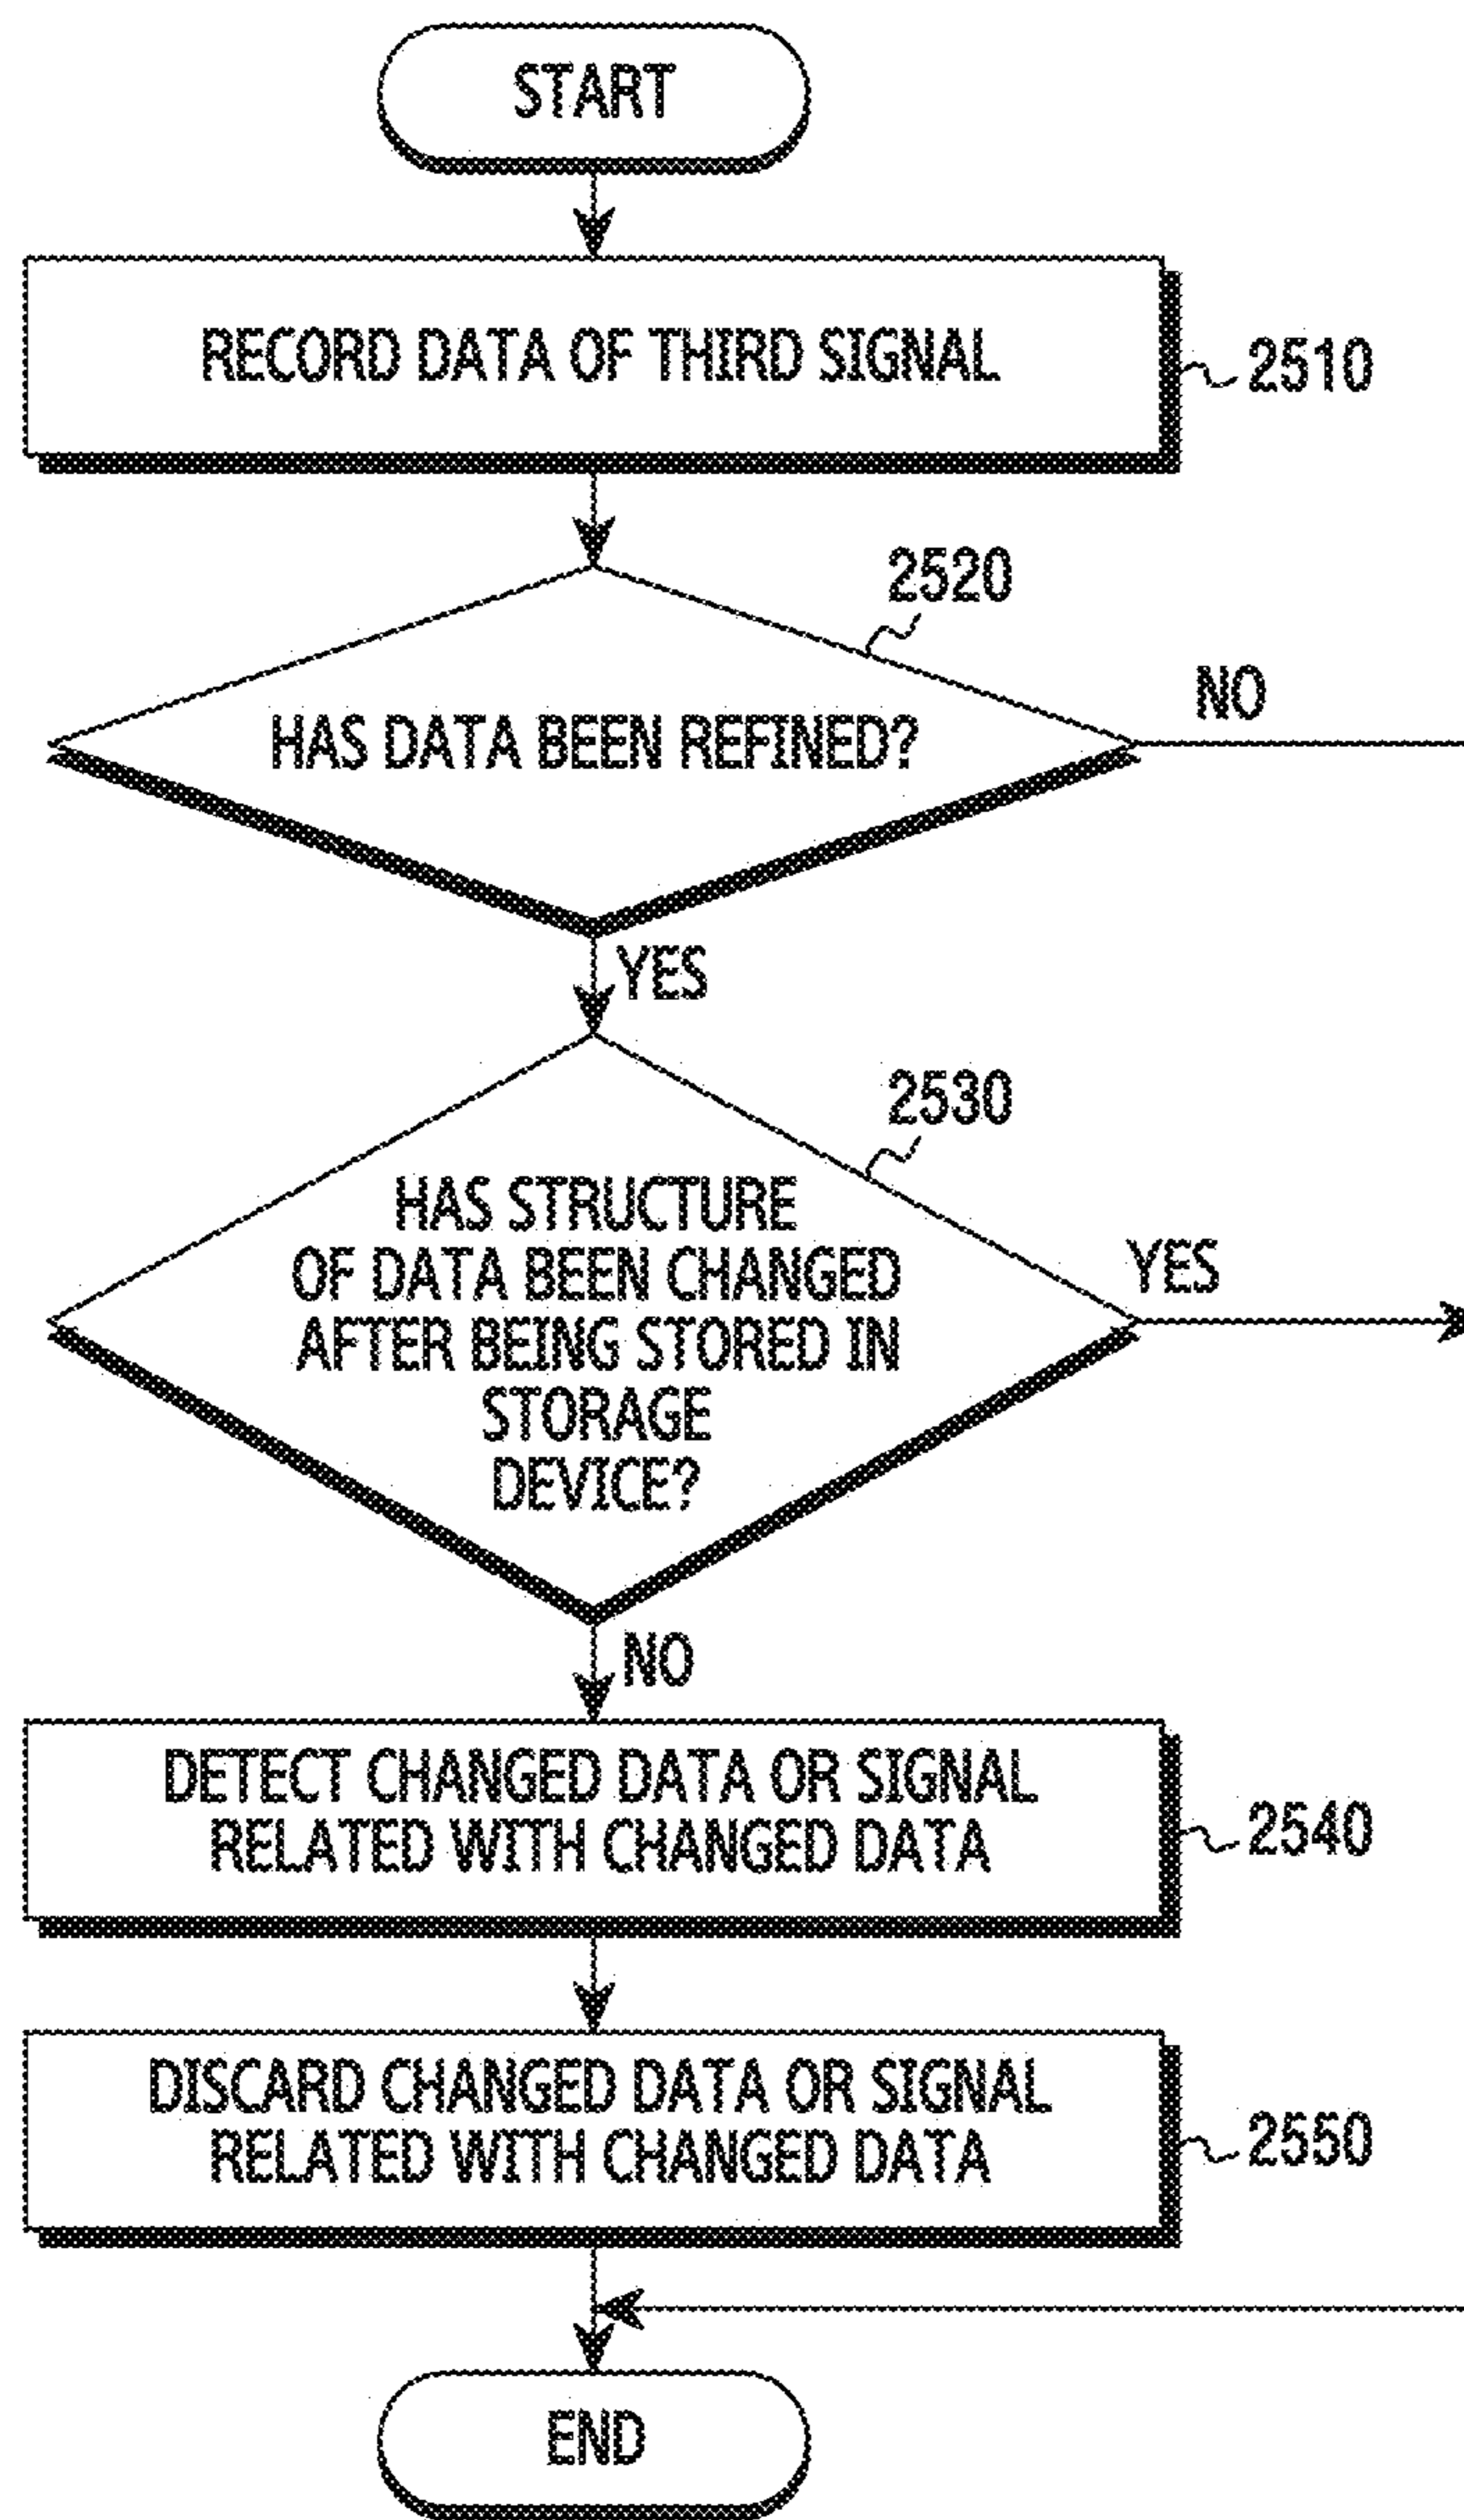 START
RECORD DATA OF THIRD SIGNAL
2510
2520
HAS DATA BEEN REFINED?
NO
YES
2530
HAS STRUCTURE
OF DATA BEEN CHANGED
AFTER BEING STORED IN
STORAGE
DEVICE?
YES
NO
DETECT CHANGED DATA OR SIGNAL
RELATED WITH CHANGED DATA
2540
DISCARD CHANGED DATA OR SIGNAL
RELATED WITH CHANGED DATA
2550
END